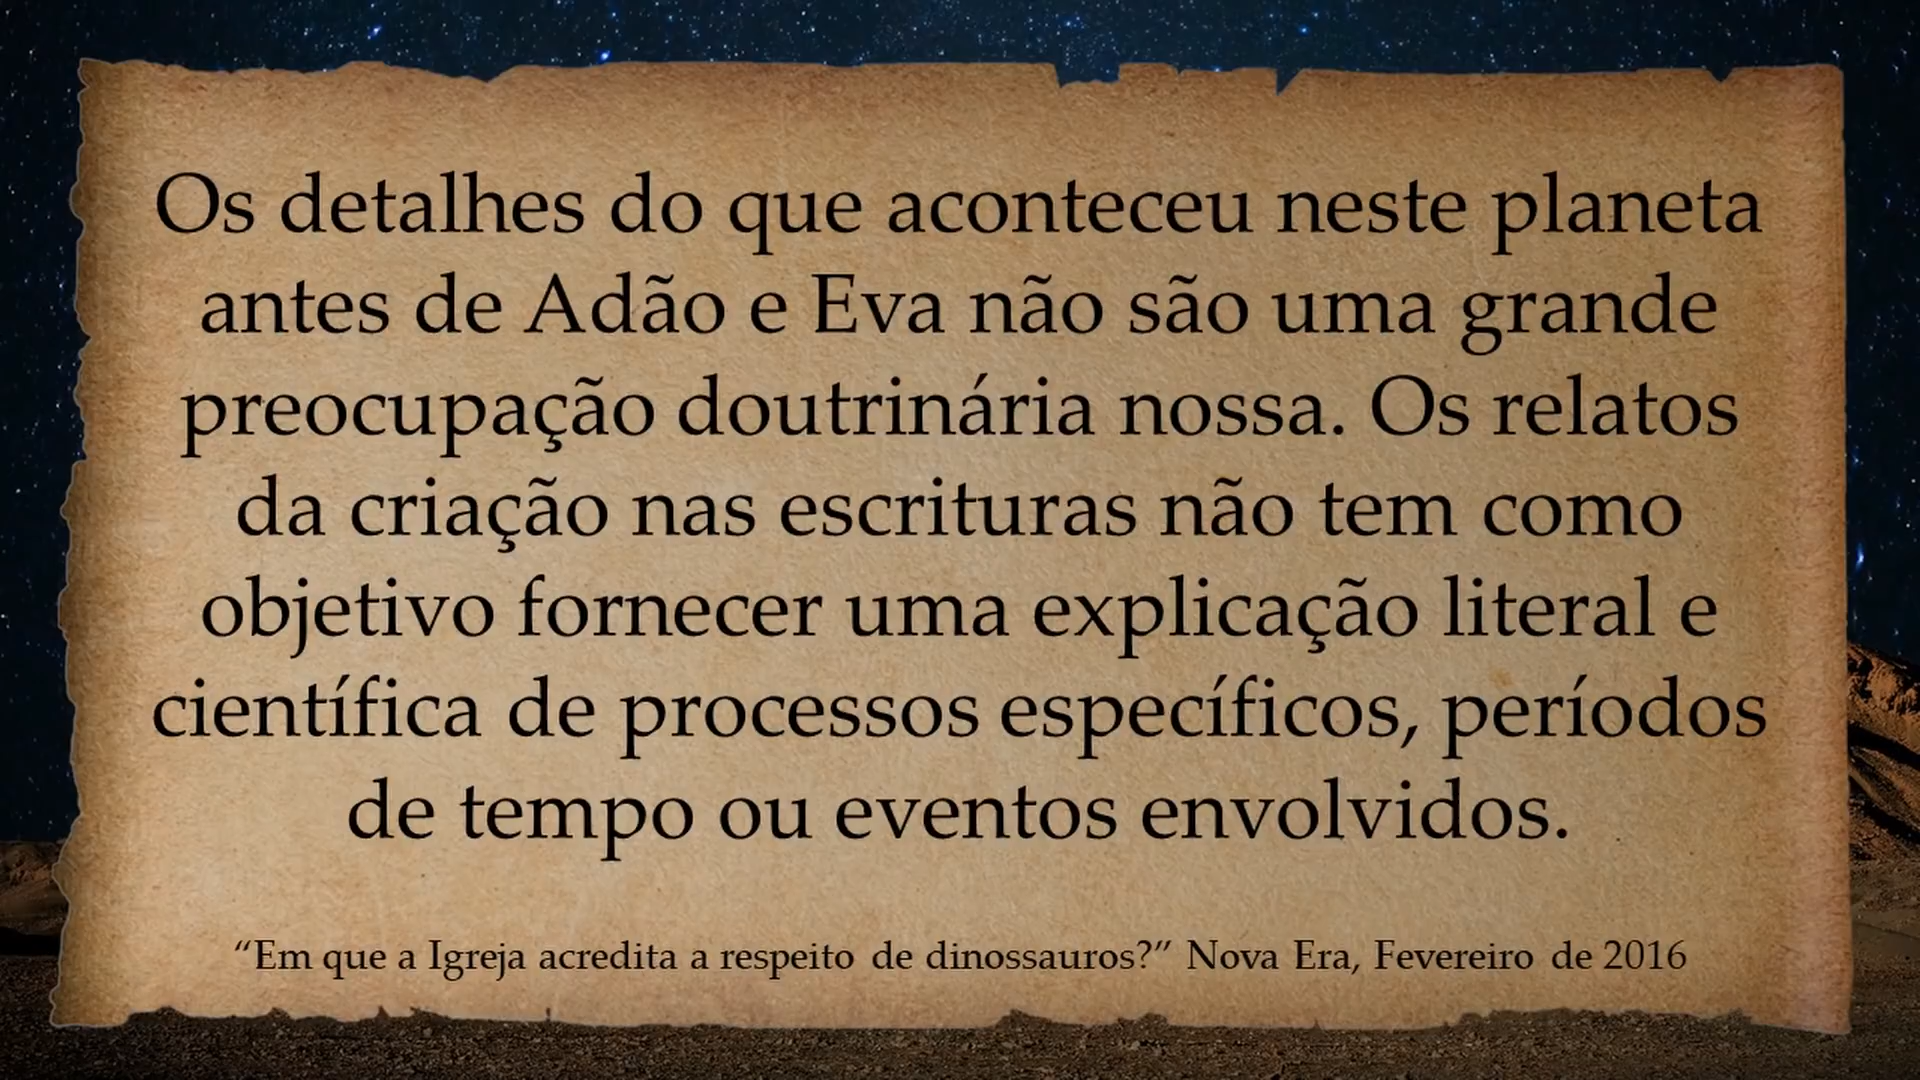 Os detalhes do que aconteceu neste planeta
antes de Adão e Eva não são uma grande
preocupação doutrinária nossa. Os relatos
da criação nas escrituras não tem como
objetivo fornecer uma explicação literal e
científica de processos específicos, períodos
de tempo ou eventos envolvidos.
“Em que a Igreja acredita a respeito de dinossauros?” Nova Era, Fevereiro de 2016